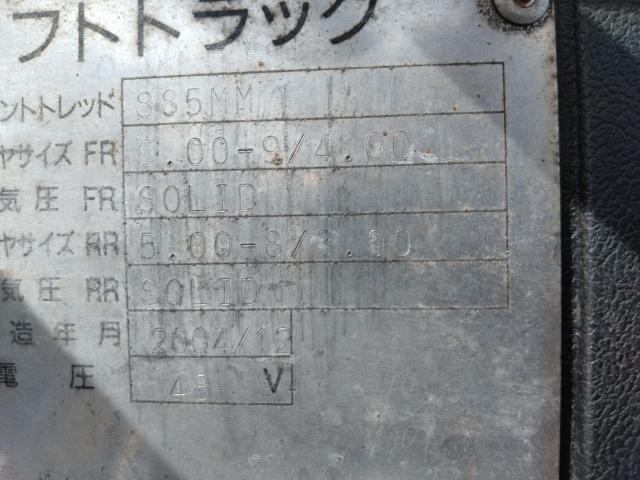 フトトラック
ントトレッド 885MM
ヤサイズ FR 6.00-9/4.00
気圧 FR SOLID
ヤサイズ RR 5.00-8/3.00
気圧 RR SOLID
造年月 2004/12
電圧 48 V